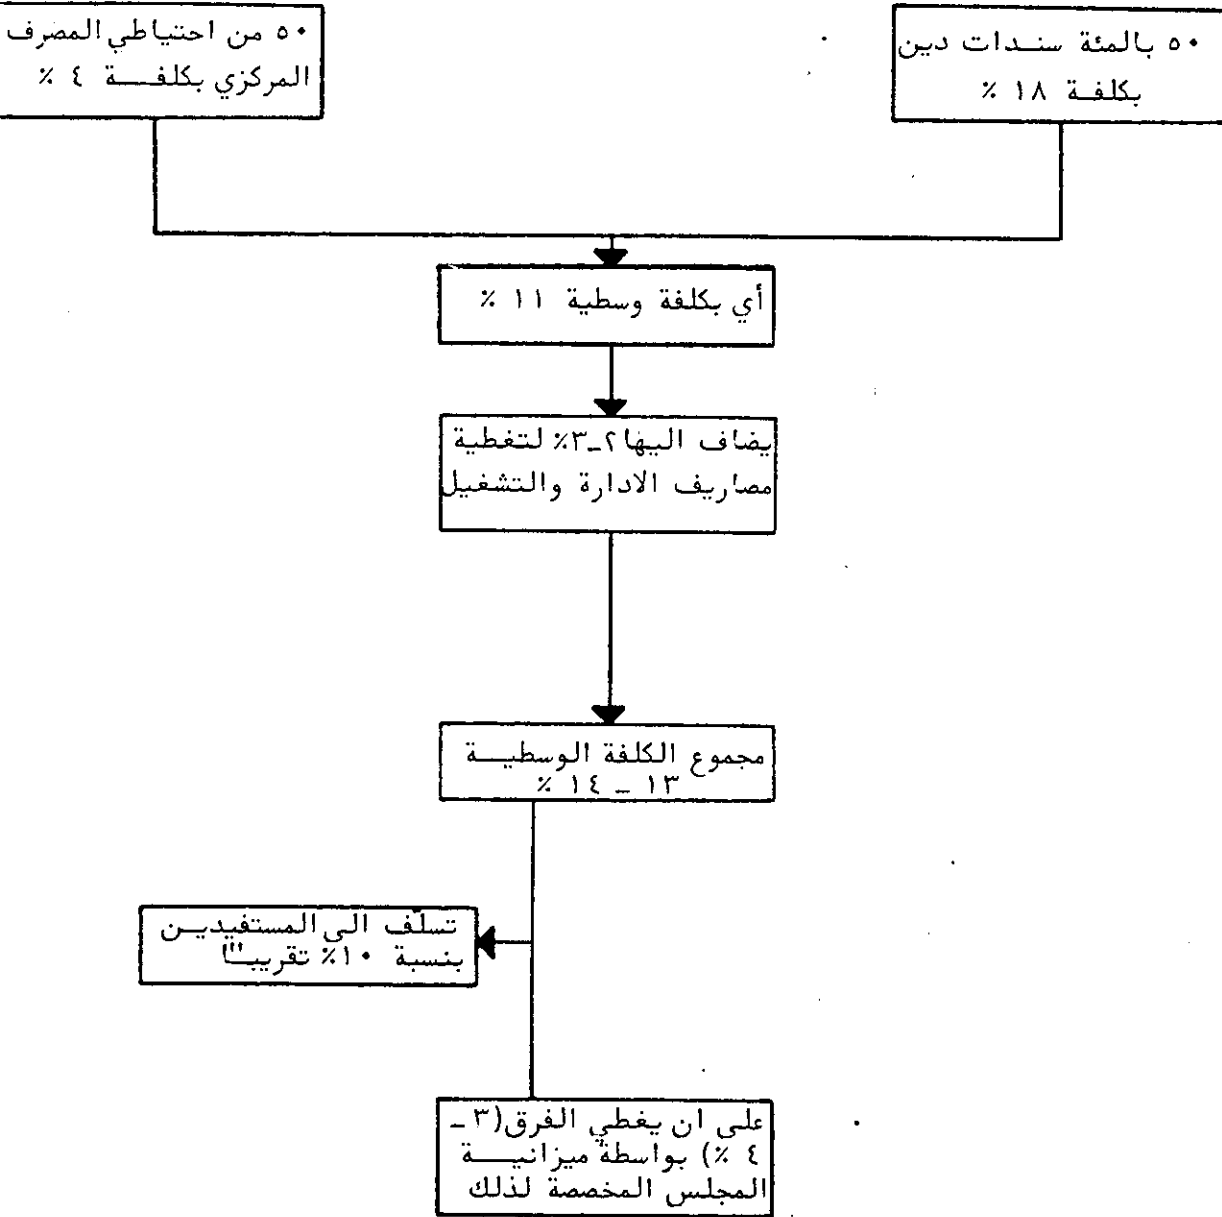 ٥٠ بالمئة سندات دين
بكلفة ١٨ ٪
٥٠ من احتياطي المصرف
المركزي بكلفة ٤ ٪
أي بكلفة وسطية ١١ ٪
يضاف اليها ٢-٣٪ لتغطية
مصاريف الادارة والتشغيل
مجموع الكلفة الوسطية
١٣ - ١٤ ٪
تسلّف الى المستفيدين
بنسبة ١٠٪ تقريباً
على ان يغطي الفرق (٣ -
٤ ٪) بواسطة ميزانية
المجلس المخصصة لذلك